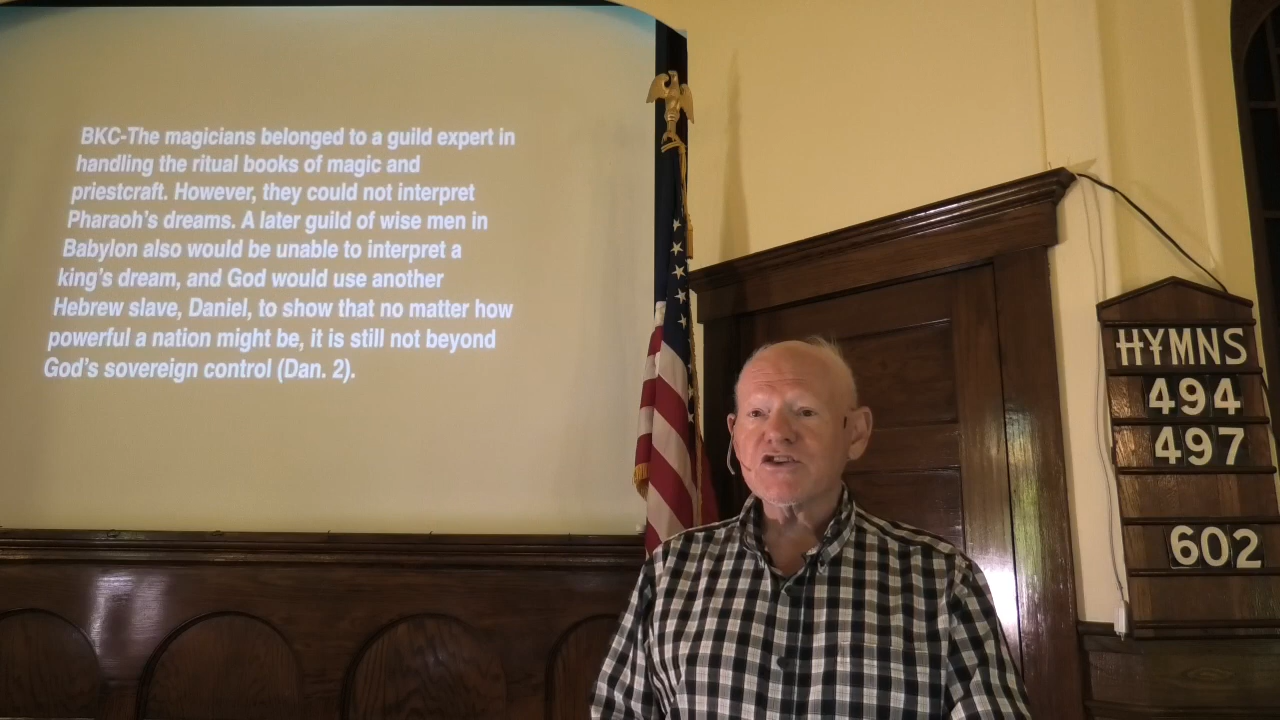 BKC-The magicians belonged to a guild expert in
handling the ritual books of magic and
priestcraft. However, they could not interpret
Pharaoh's dreams. A later guild of wise men in
Babylon also would be unable to interpret a
king's dream, and God would use another
Hebrew slave, Daniel, to show that no matter how
powerful a nation might be, it is still not beyond
God's sovereign control (Dan. 2).
HYMNS
494
497
602